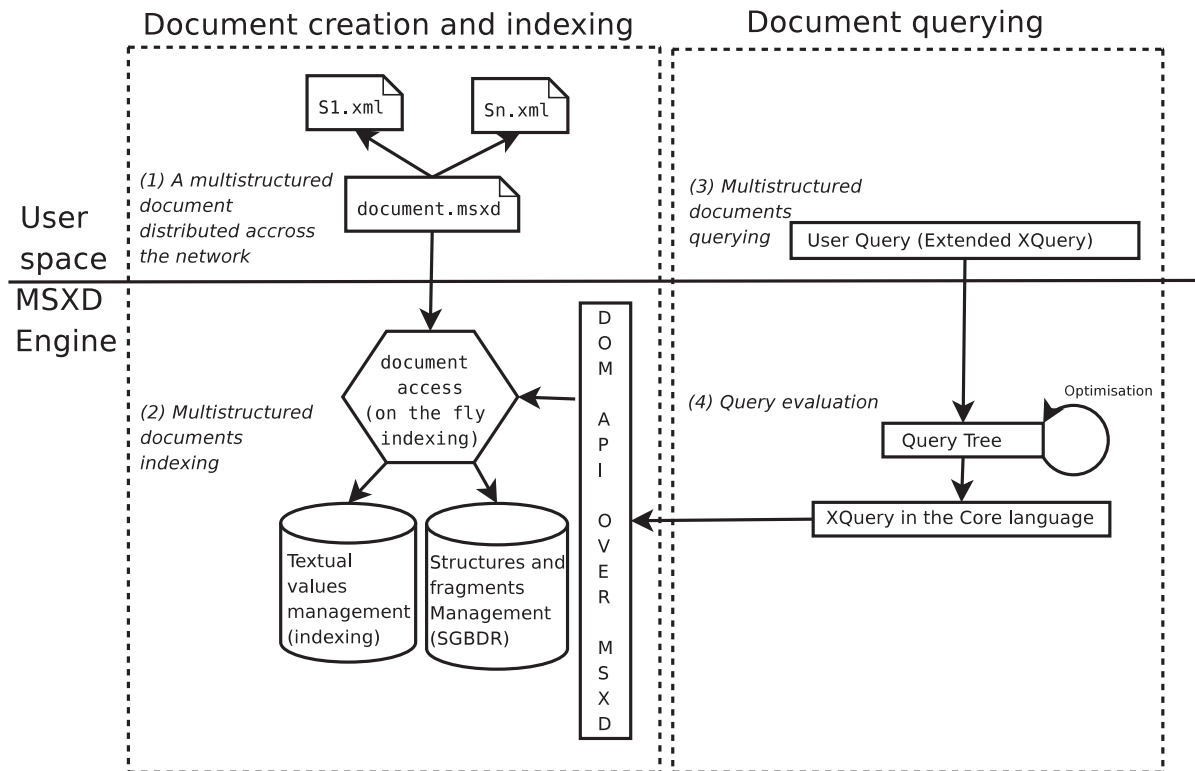 Document creation and indexing
Document querying
S1.xml
Sn.xml
(1) A multistructured
document
distributed accross
the network
document.msxd
(3) Multistructured
documents
querying
User Query (Extended XQuery)
User
space
MSXD
Engine
document
access
(on the fly
indexing)
(2) Multistructured
documents
indexing
D
O
M
A
P
I
O
V
E
R
M
S
X
D
(4) Query evaluation
Optimisation
Query Tree
XQuery in the Core language
Textual
values
management
(indexing)
Structures and
fragments
Management
(SGBDR)